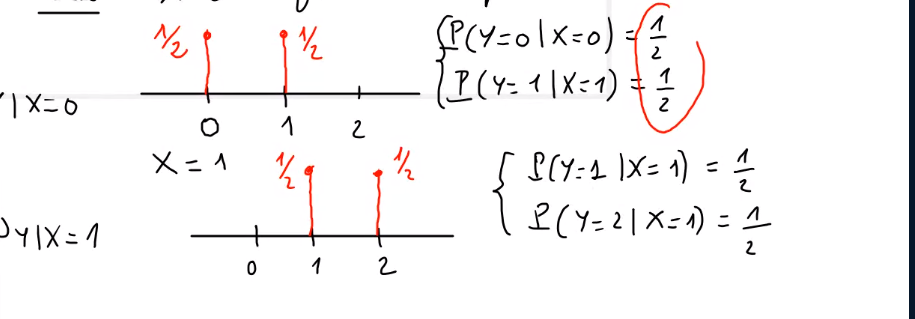 1/2 1/2
P(Y=0|X=0) = 1/2
P(Y=1|X=1) = 1/2
|X=0
0 1 2
X=1
1/2 1/2
P(Y=1|X=1) = 1/2
P(Y=2|X=1) = 1/2
Y|X=1
0 1 2